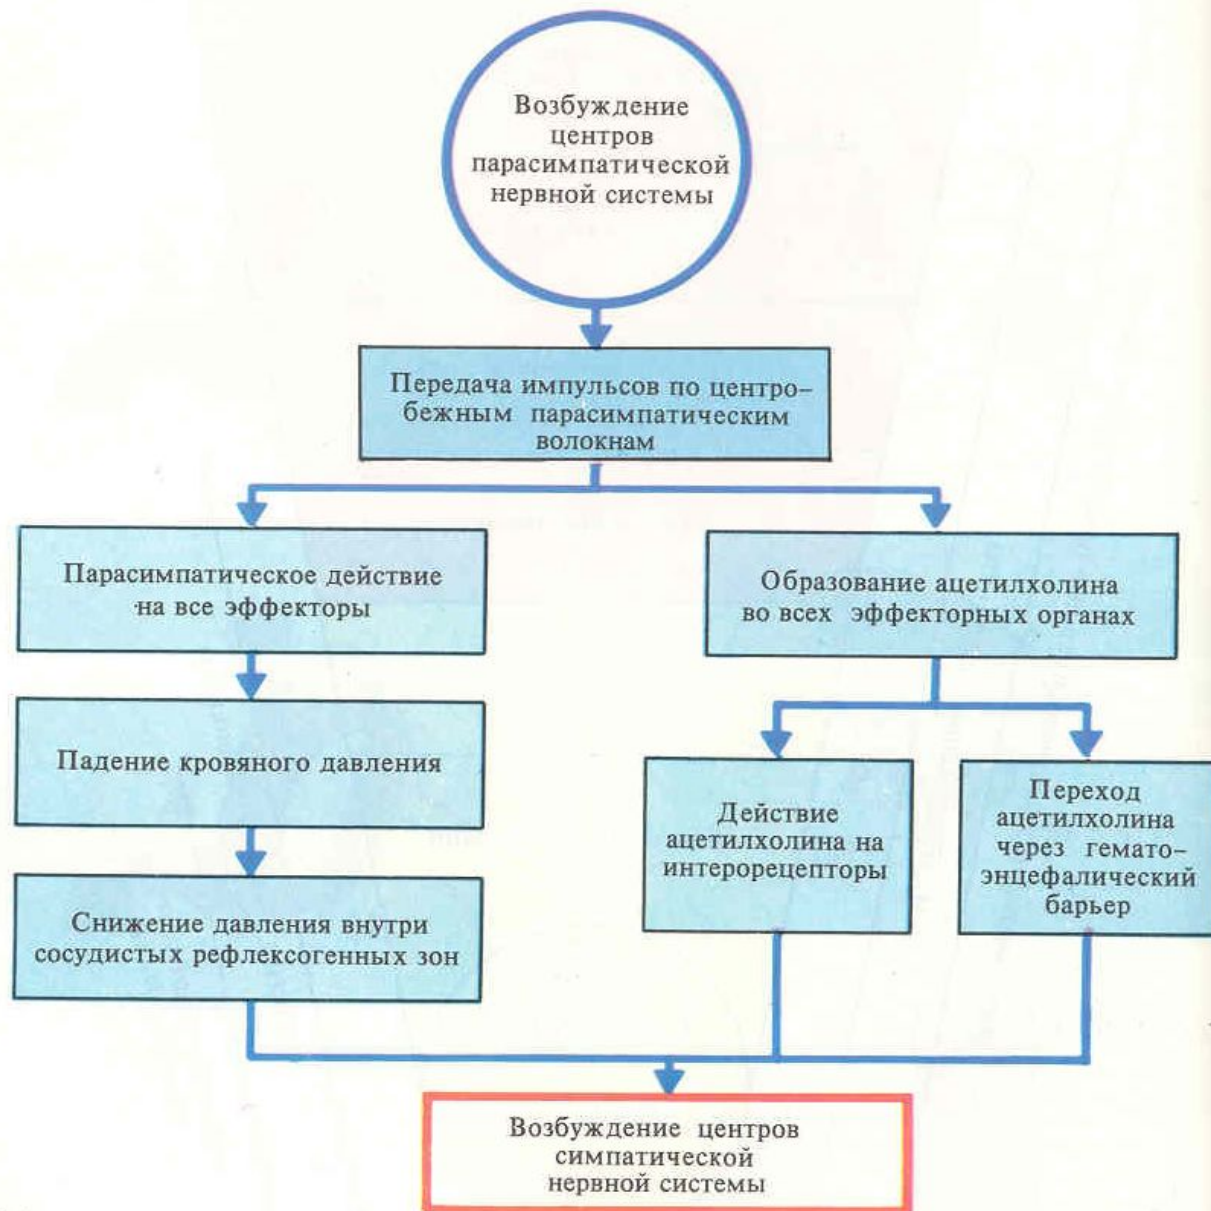 Возбуждение
центров
парасимпатической
нервной системы
Передача импульсов по центро-
бежным парасимпатическим
волокнам
Парасимпатическое действие
на все эффекторы
Образование ацетилхолина
во всех эффекторных органах
Падение кровяного давления
Действие
ацетилхолина на
интерорецепторы
Переход
ацетилхолина
через гемато-
энцефалический
барьер
Снижение давления внутри
сосудистых рефлексогенных зон
Возбуждение центров
симпатической
нервной системы